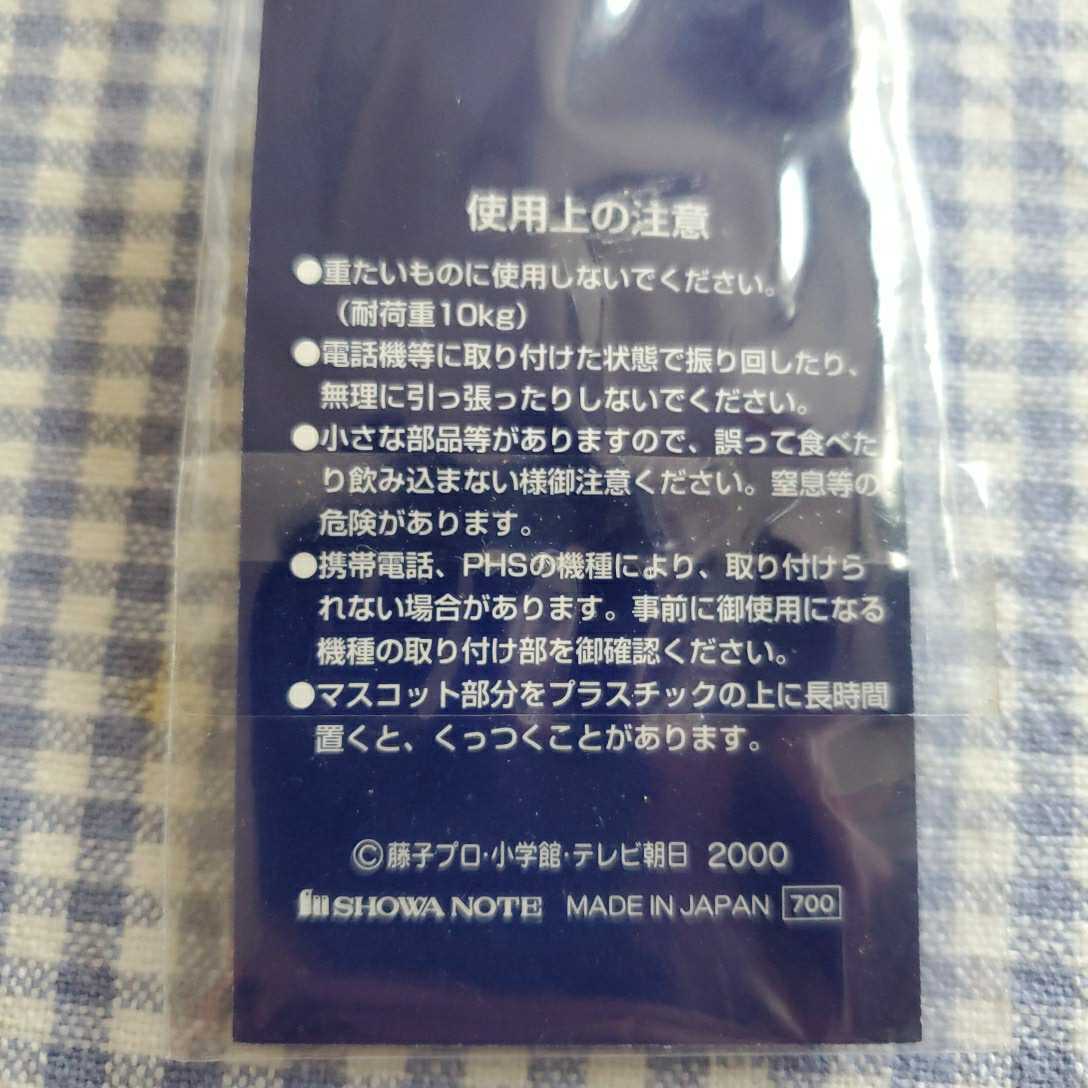 使用上の注意
●重たいものに使用しないでください。
（耐荷重10kg）
●電話機等に取り付けた状態で振り回したり、
無理に引っ張ったりしないでください。
●小さな部品等がありますので、誤って食べた
り飲み込まない様御注意ください。窒息等の
危険があります。
●携帯電話、PHSの機種により、取り付けら
れない場合があります。事前に御使用になる
機種の取り付け部を御確認ください。
●マスコット部分をプラスチックの上に長時間
置くと、くっつくことがあります。
©藤子プロ・小学館・テレビ朝日 2000
SHOWA NOTE MADE IN JAPAN 700